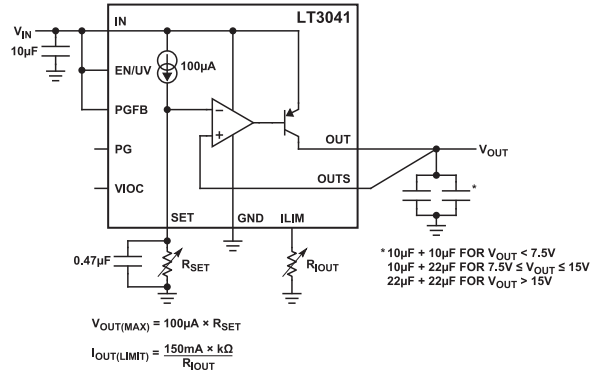 LT3041
IN
V_IN
10µF
100µA
EN/UV
PGFB
−
+
PG
VIOC
OUT
OUTS
V_OUT
*
SET
GND
ILIM
0.47µF
R_SET
R_IOUT
* 10µF + 10µF FOR V_OUT < 7.5V
10µF + 22µF FOR 7.5V ≤ V_OUT ≤ 15V
22µF + 22µF FOR V_OUT > 15V
V_OUT(MAX) = 100µA × R_SET
I_OUT(LIMIT) = 150mA × kΩ
R_IOUT